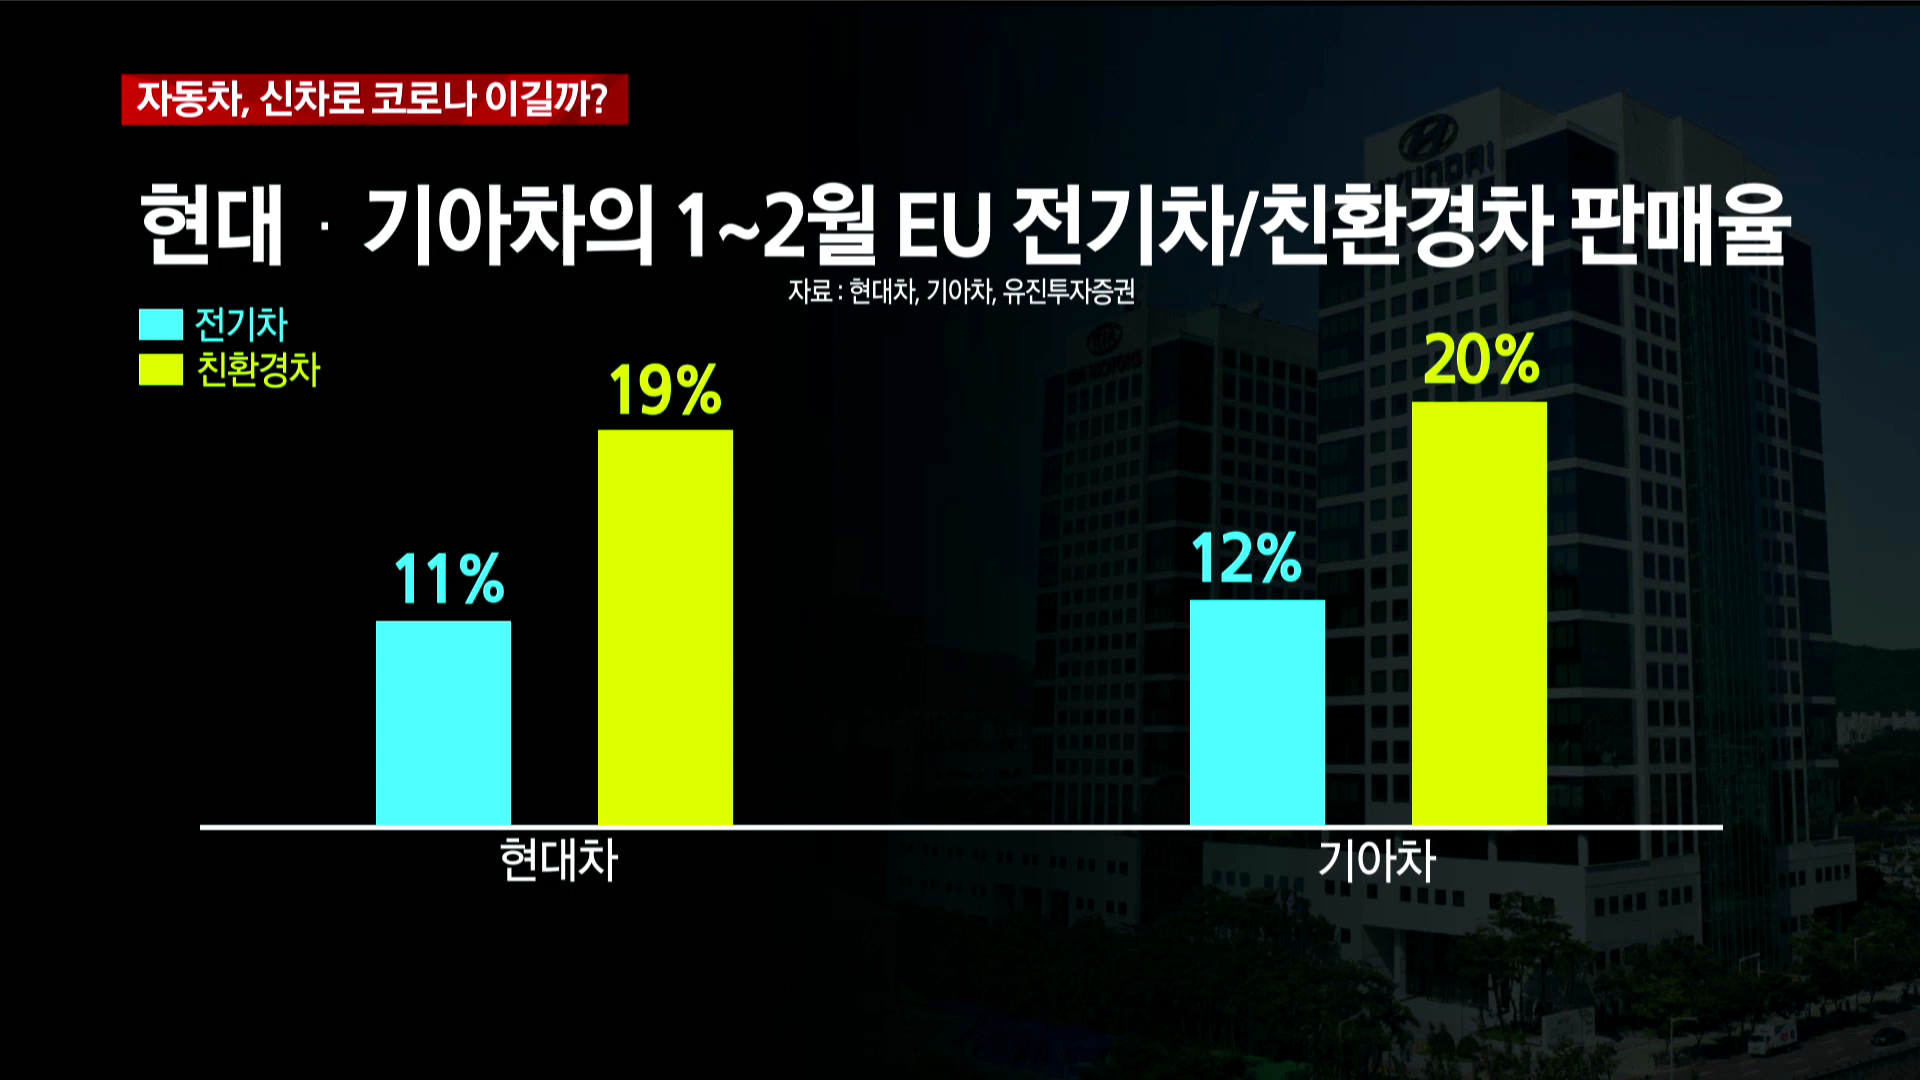 자동차, 신차로 코로나 이길까?
현대 · 기아차의 1~2월 EU 전기차/친환경차 판매율
자료 : 현대차, 기아차, 유진투자증권
전기차
친환경차
11%
19%
12%
20%
현대차
기아차
HYUNDAI